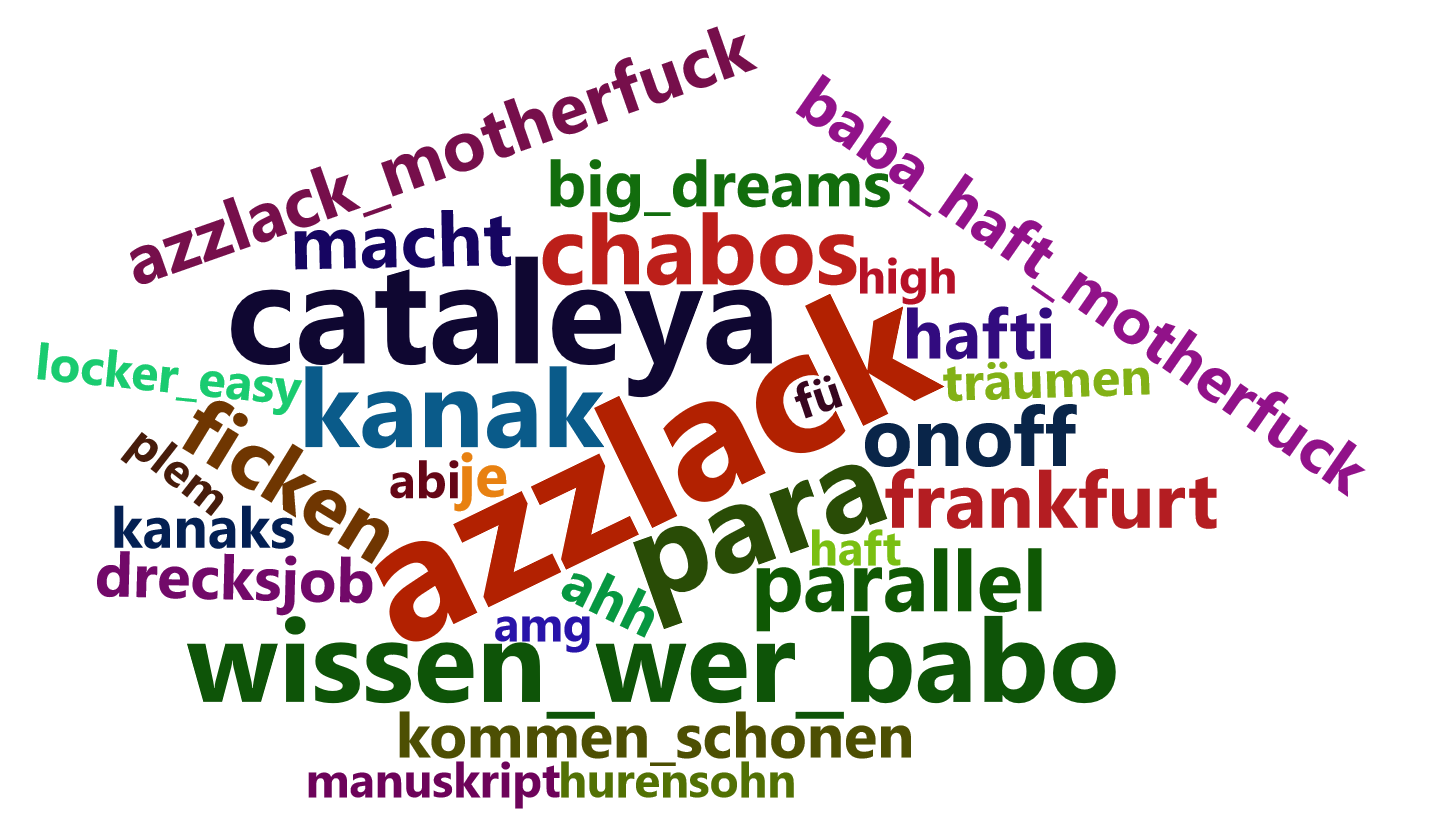 azzlack_motherfuck
baba_haft_motherfuck
big_dreams
macht
chabos
cataleya
high
hafti
locker_easy
kanak
azzlack
fü
träumen
ficken
onoff
plem
abi
je
para
frankfurt
kanaks
haft
drecksjob
ahh
parallel
amg
wissen_wer_babo
kommen_schonen
manuskript
hurensohn